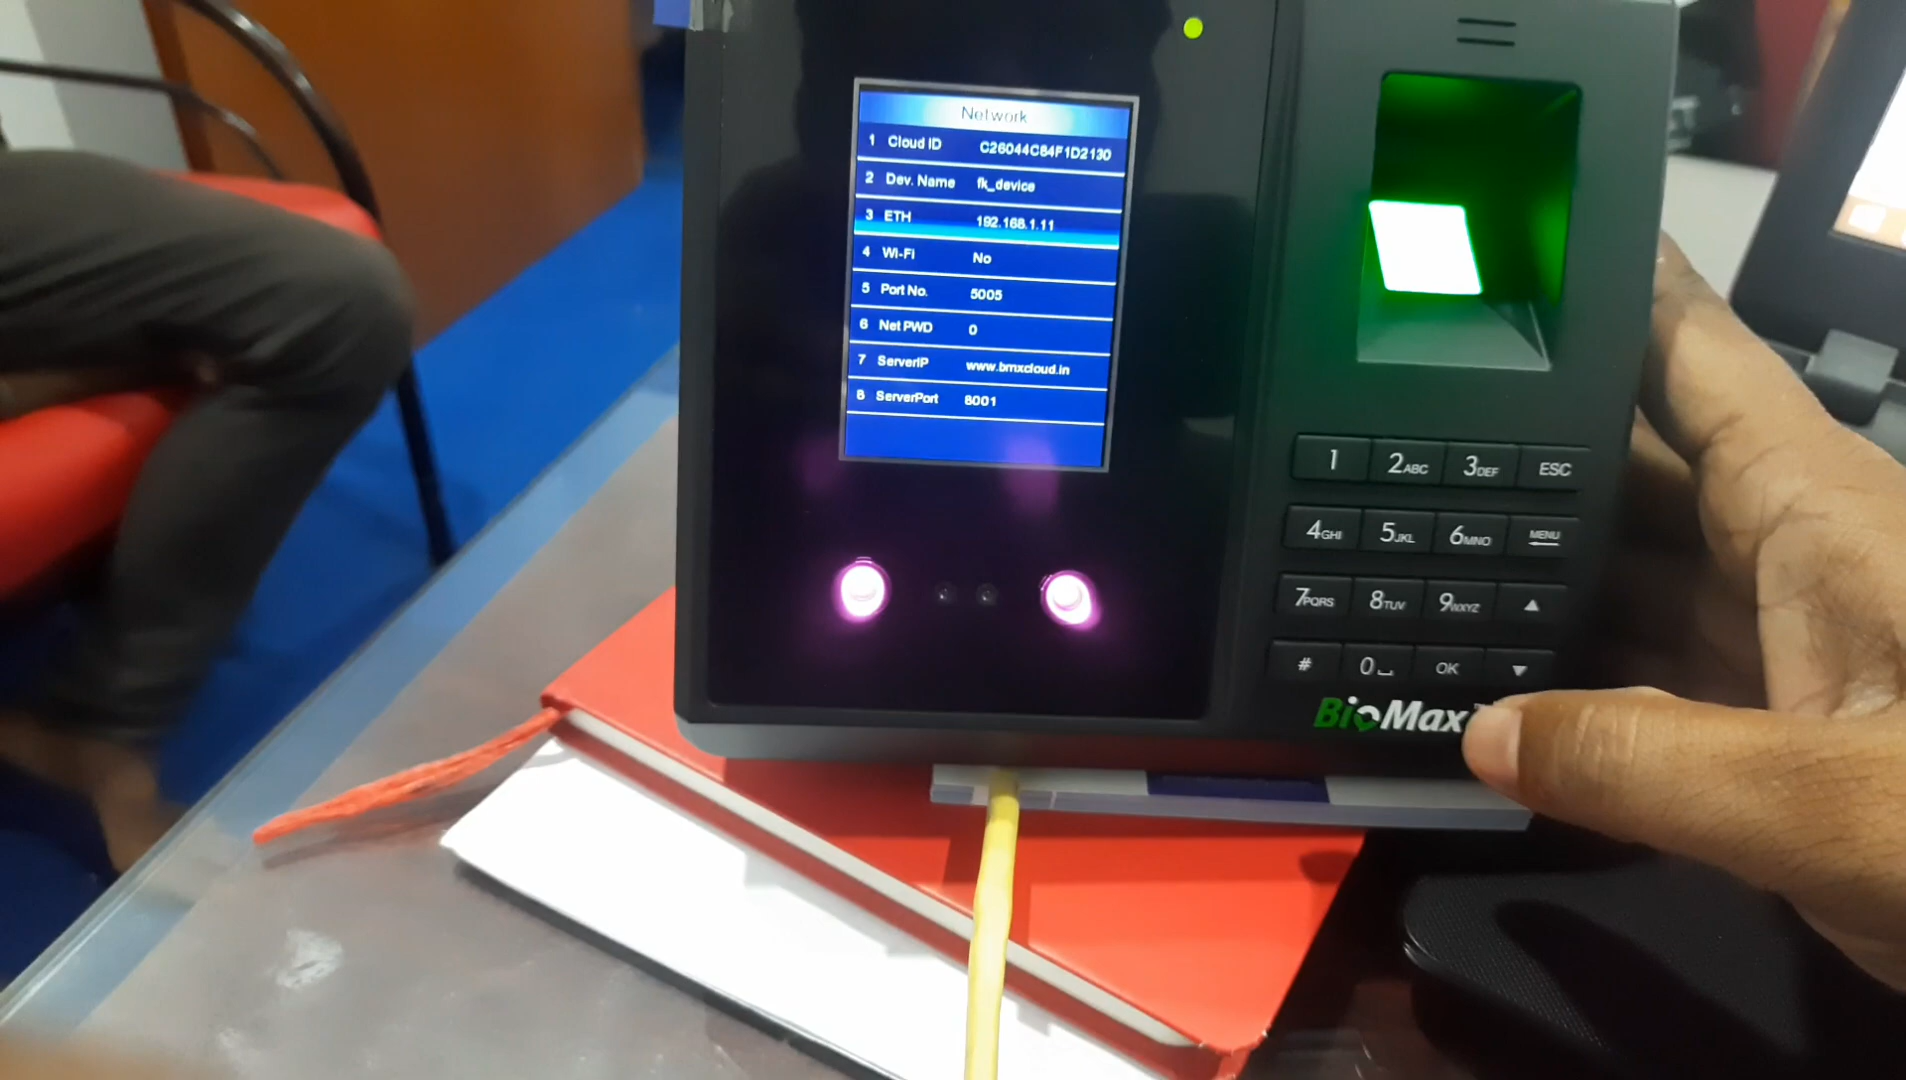 Network
1 Cloud ID C26044C84F1D2130
2 Dev. Name fk_device
3 ETH 192.168.1.11
4 Wi-Fi No
5 Port No. 5005
6 Net PWD 0
7 ServerIP www.bmxcloud.in
8 ServerPort 8001
1 2ABC 3DEF ESC
4GHI 5JKL 6MNO MENU
7PQRS 8TUV 9WXYZ ▲
# 0 OK ▼
BioMax